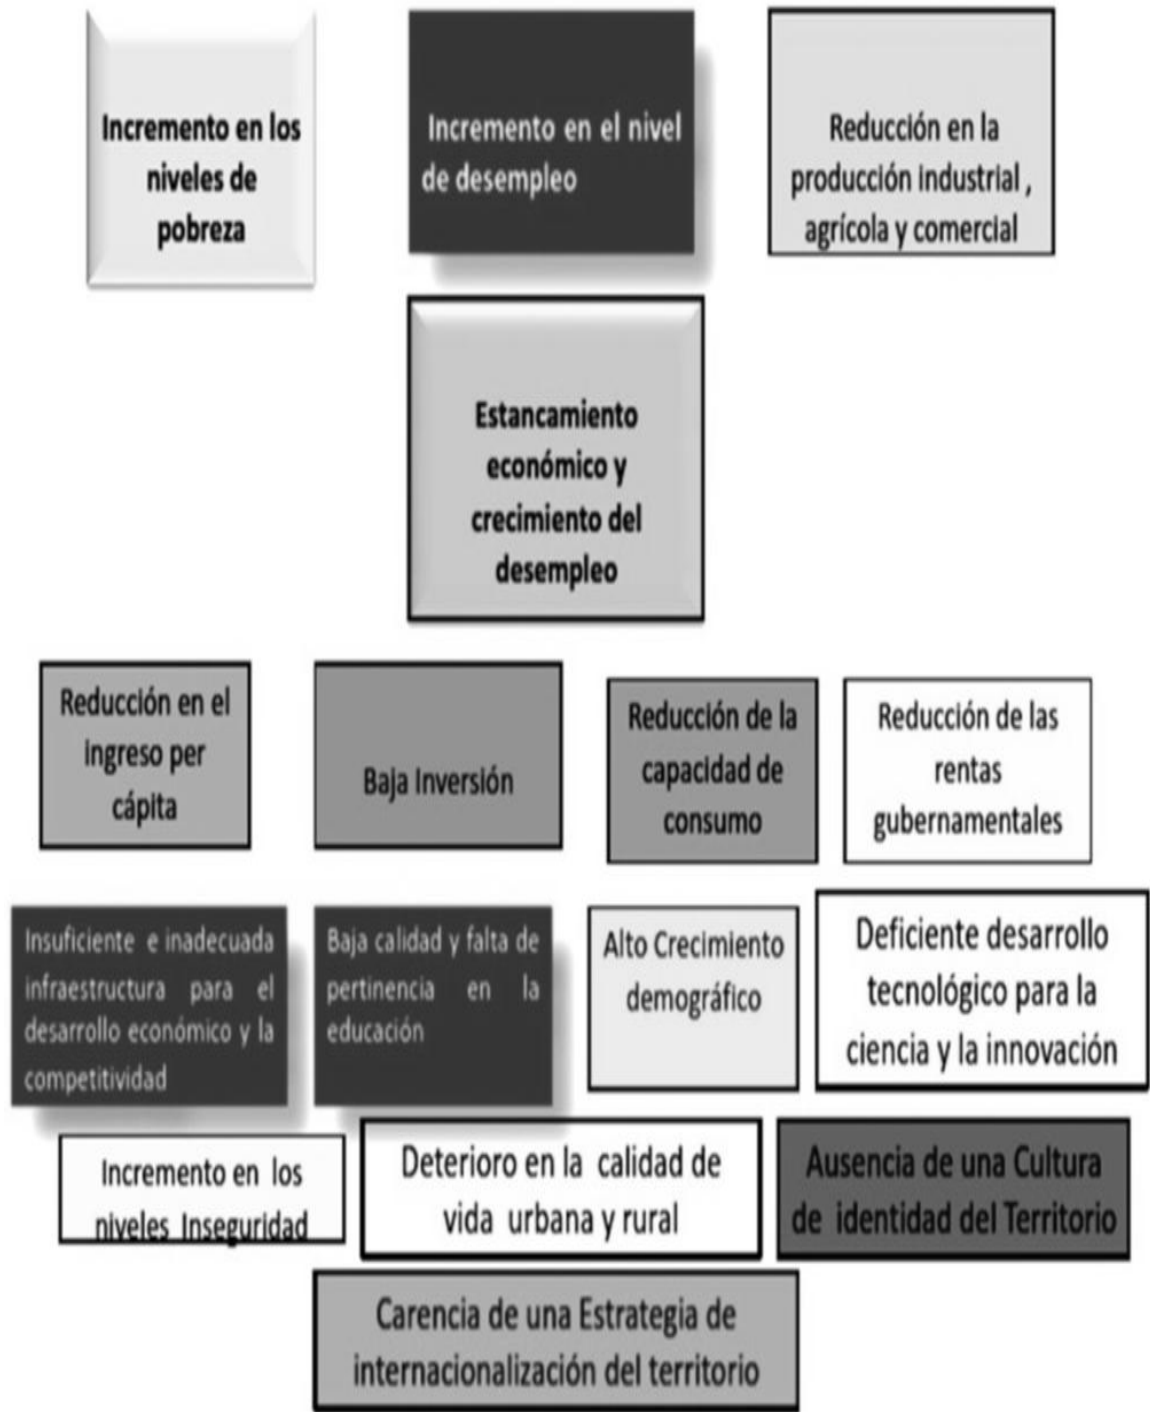 Incremento en los
niveles de
pobreza
Incremento en el nivel
de desempleo
Reducción en la
producción industrial ,
agrícola y comercial
Estancamiento
económico y
crecimiento del
desempleo
Reducción en el
ingreso per
cápita
Baja Inversión
Reducción de la
capacidad de
consumo
Reducción de las
rentas
gubernamentales
Insuficiente e inadecuada
infraestructura para el
desarrollo económico y la
competitividad
Baja calidad y falta de
pertinencia en la
educación
Alto Crecimiento
demográfico
Deficiente desarrollo
tecnológico para la
ciencia y la innovación
Incremento en los
niveles Inseguridad
Deterioro en la calidad de
vida urbana y rural
Ausencia de una Cultura
de identidad del Territorio
Carencia de una Estrategia de
internacionalización del territorio